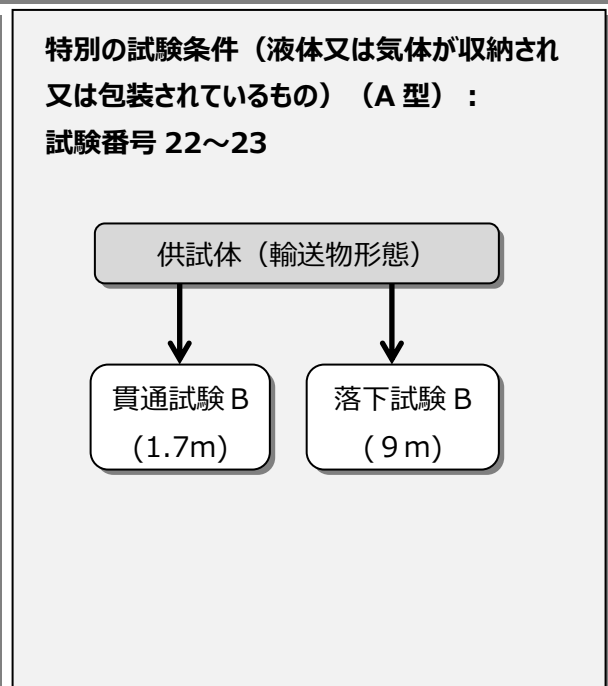 特別の試験条件（液体又は気体が収納され
又は包装されているもの）（A 型）：
試験番号 22～23
供試体（輸送物形態）
貫通試験 B
(1.7m)
落下試験 B
( 9 m)